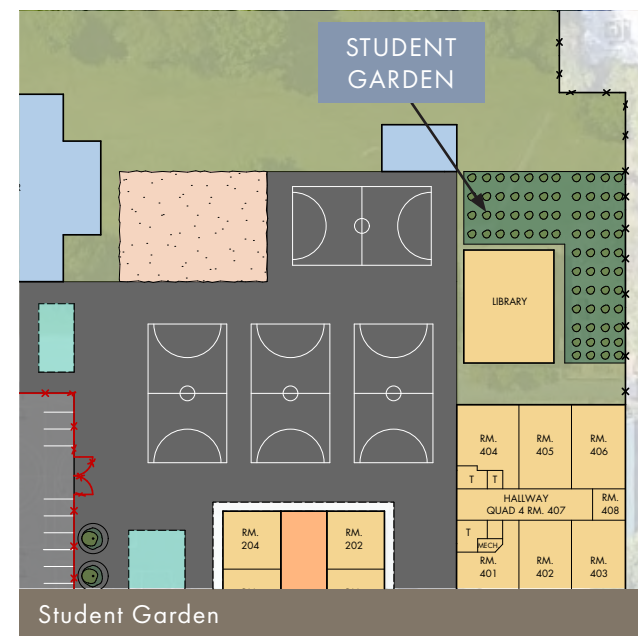 STUDENT
GARDEN
LIBRARY
RM.
404
RM.
405
RM.
406
T
T
HALLWAY
QUAD 4 RM. 407
RM.
408
T
MECH.
RM.
401
RM.
402
RM.
403
RM.
204
RM.
202
Student Garden